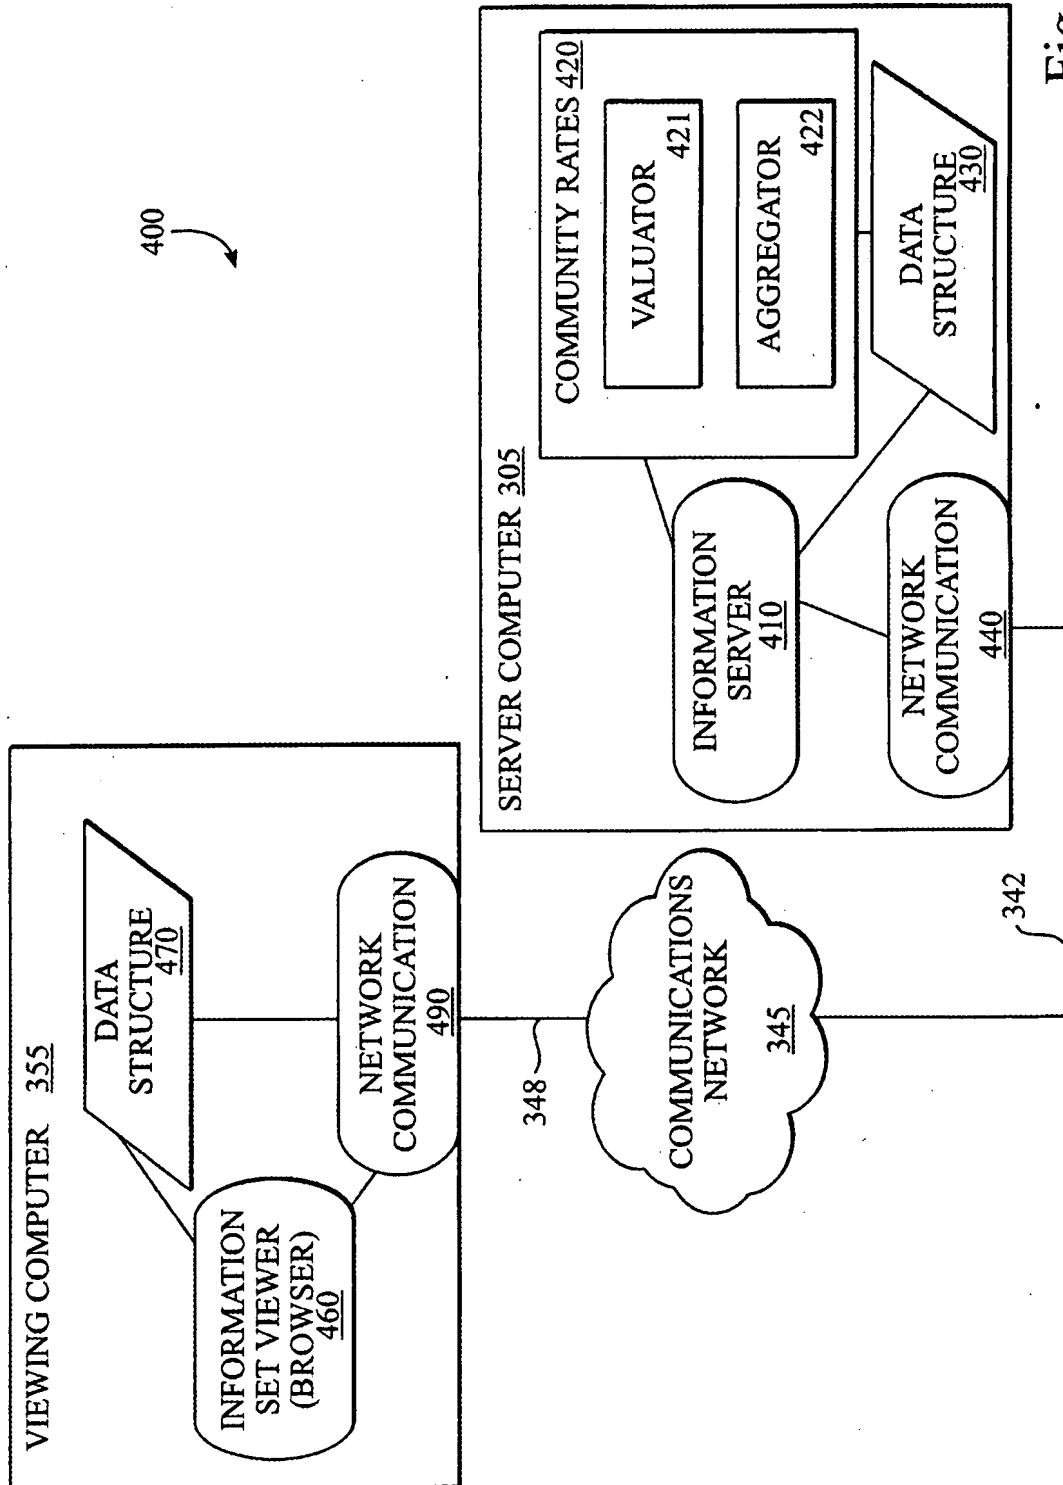 400
VIEWING COMPUTER 355
DATA
STRUCTURE
470
INFORMATION
SET VIEWER
(BROWSER)
460
NETWORK
COMMUNICATION
490
348
COMMUNICATIONS
NETWORK
345
342
SERVER COMPUTER 305
COMMUNITY RATES 420
VALUATOR
421
AGGREGATOR
422
INFORMATION
SERVER
410
DATA
STRUCTURE
430
NETWORK
COMMUNICATION
440